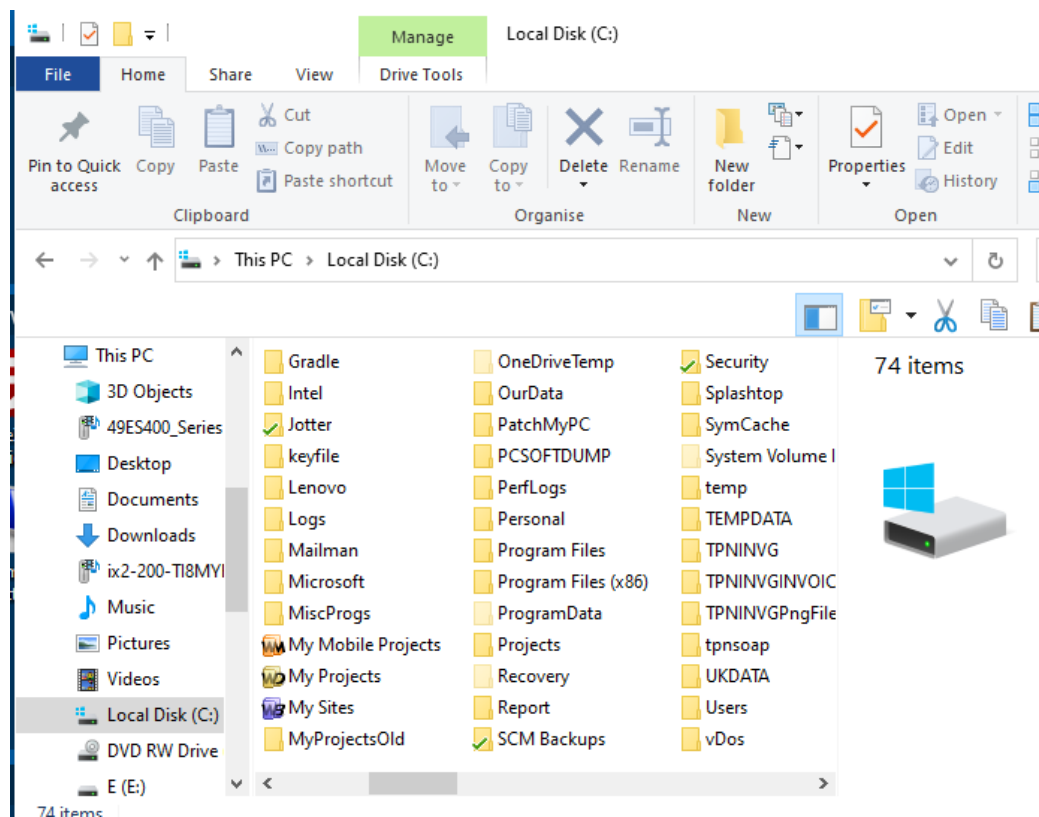 Manage
Local Disk (C:)
File
Home
Share
View
Drive Tools
Pin to Quick access
Copy
Paste
Cut
Copy path
Paste shortcut
Clipboard
Move to
Copy to
Delete
Rename
Organise
New folder
New
Properties
Open
Edit
History
Open
This PC > Local Disk (C:)
This PC
3D Objects
49ES400_Series
Desktop
Documents
Downloads
ix2-200-TI8MYI
Music
Pictures
Videos
Local Disk (C:)
DVD RW Drive
E (E:)
Gradle
Intel
Jotter
keyfile
Lenovo
Logs
Mailman
Microsoft
MiscProgs
My Mobile Projects
My Projects
My Sites
MyProjectsOld
OneDriveTemp
OurData
PatchMyPC
PCSOFTDUMP
PerfLogs
Personal
Program Files
Program Files (x86)
ProgramData
Projects
Recovery
Report
SCM Backups
Security
Splashtop
SymCache
System Volume I
temp
TEMPDATA
TPNINVG
TPNINVGINVOIC
TPNINVGPngFile
tpnsoap
UKDATA
Users
vDos
74 items
74 items